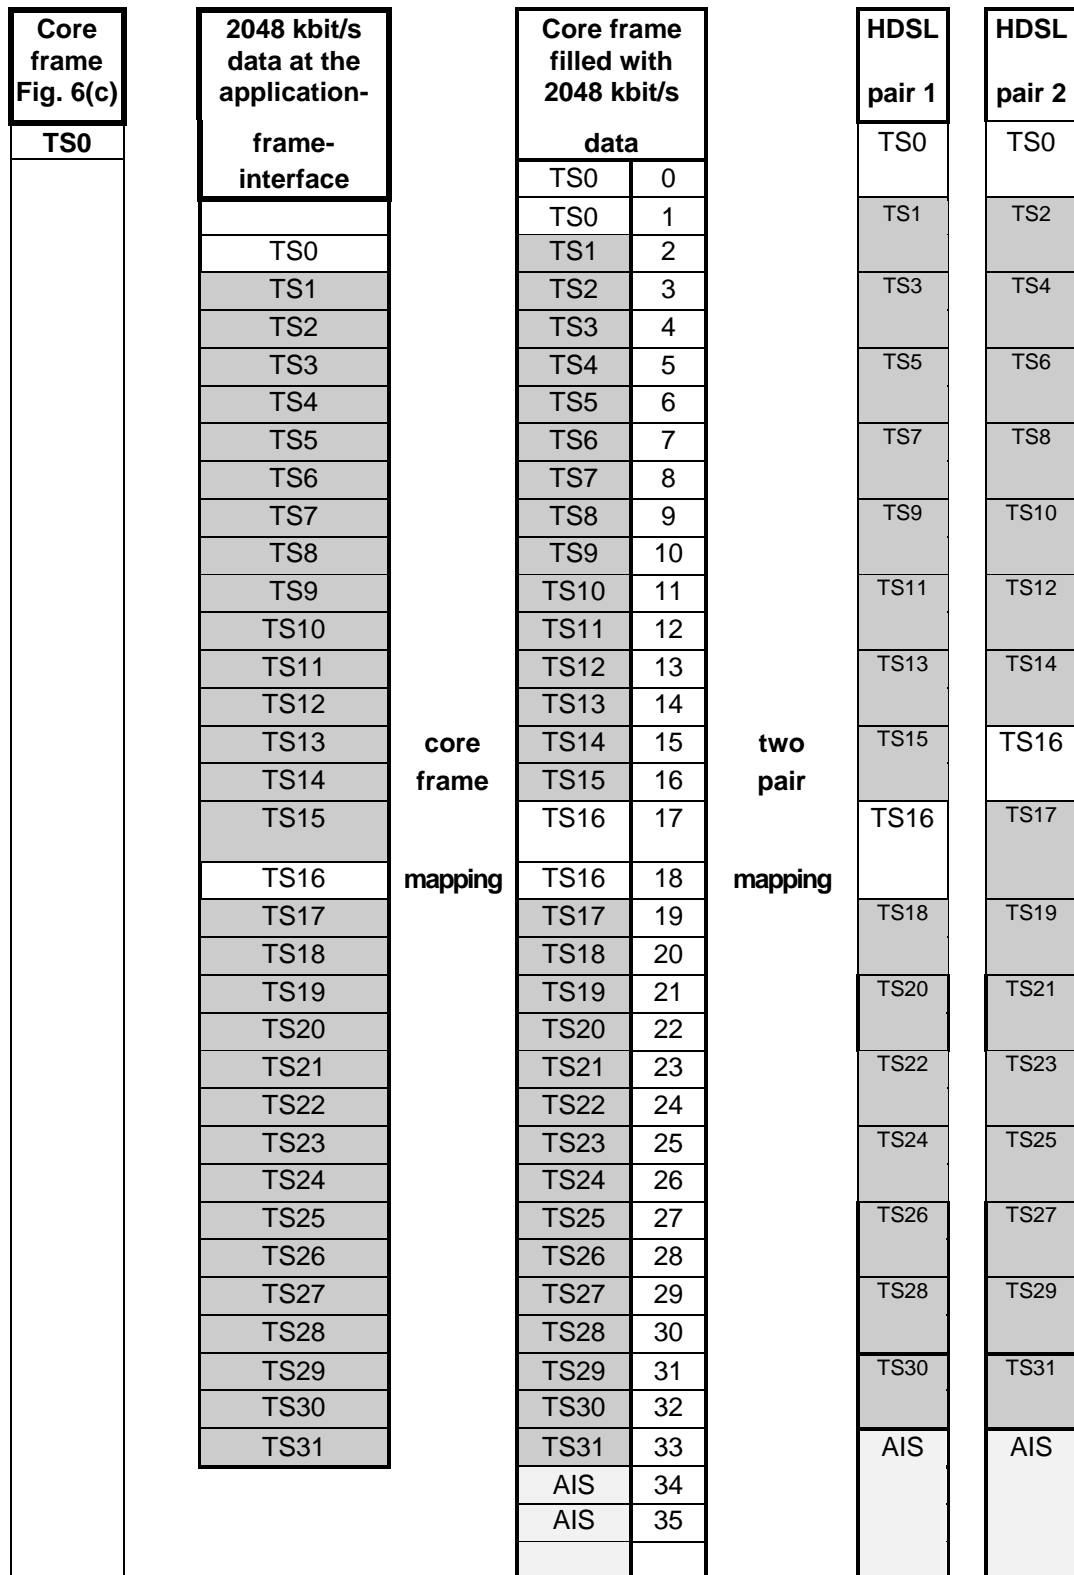 Core frame Fig. 6(c)
2048 kbit/s data at the application-
Core frame filled with 2048 kbit/s
HDSL pair 1
HDSL pair 2
TS0 frame- data TS0 TS0
interface TS0 0
TS0 1 TS1 TS2
TS0 TS1 2
TS1 TS2 3 TS3 TS4
TS2 TS3 4
TS3 TS4 5 TS5 TS6
TS4 TS5 6
TS5 TS6 7 TS7 TS8
TS6 TS7 8
TS7 TS8 9 TS9 TS10
TS8 TS9 10
TS9 TS10 11 TS11 TS12
TS10 TS11 12
TS11 TS12 13 TS13 TS14
TS12 TS13 14
TS13 core TS14 15 two TS15 TS16
TS14 frame TS15 16 pair
TS15 TS16 17 TS16 TS17
TS16 mapping TS16 18 mapping
TS17 TS17 19 TS18 TS19
TS18 TS18 20
TS19 TS19 21 TS20 TS21
TS20 TS20 22
TS21 TS21 23 TS22 TS23
TS22 TS22 24
TS23 TS23 25 TS24 TS25
TS24 TS24 26
TS25 TS25 27 TS26 TS27
TS26 TS26 28
TS27 TS27 29 TS28 TS29
TS28 TS28 30
TS29 TS29 31 TS30 TS31
TS30 TS30 32
TS31 TS31 33 AIS AIS
AIS 34
AIS 35